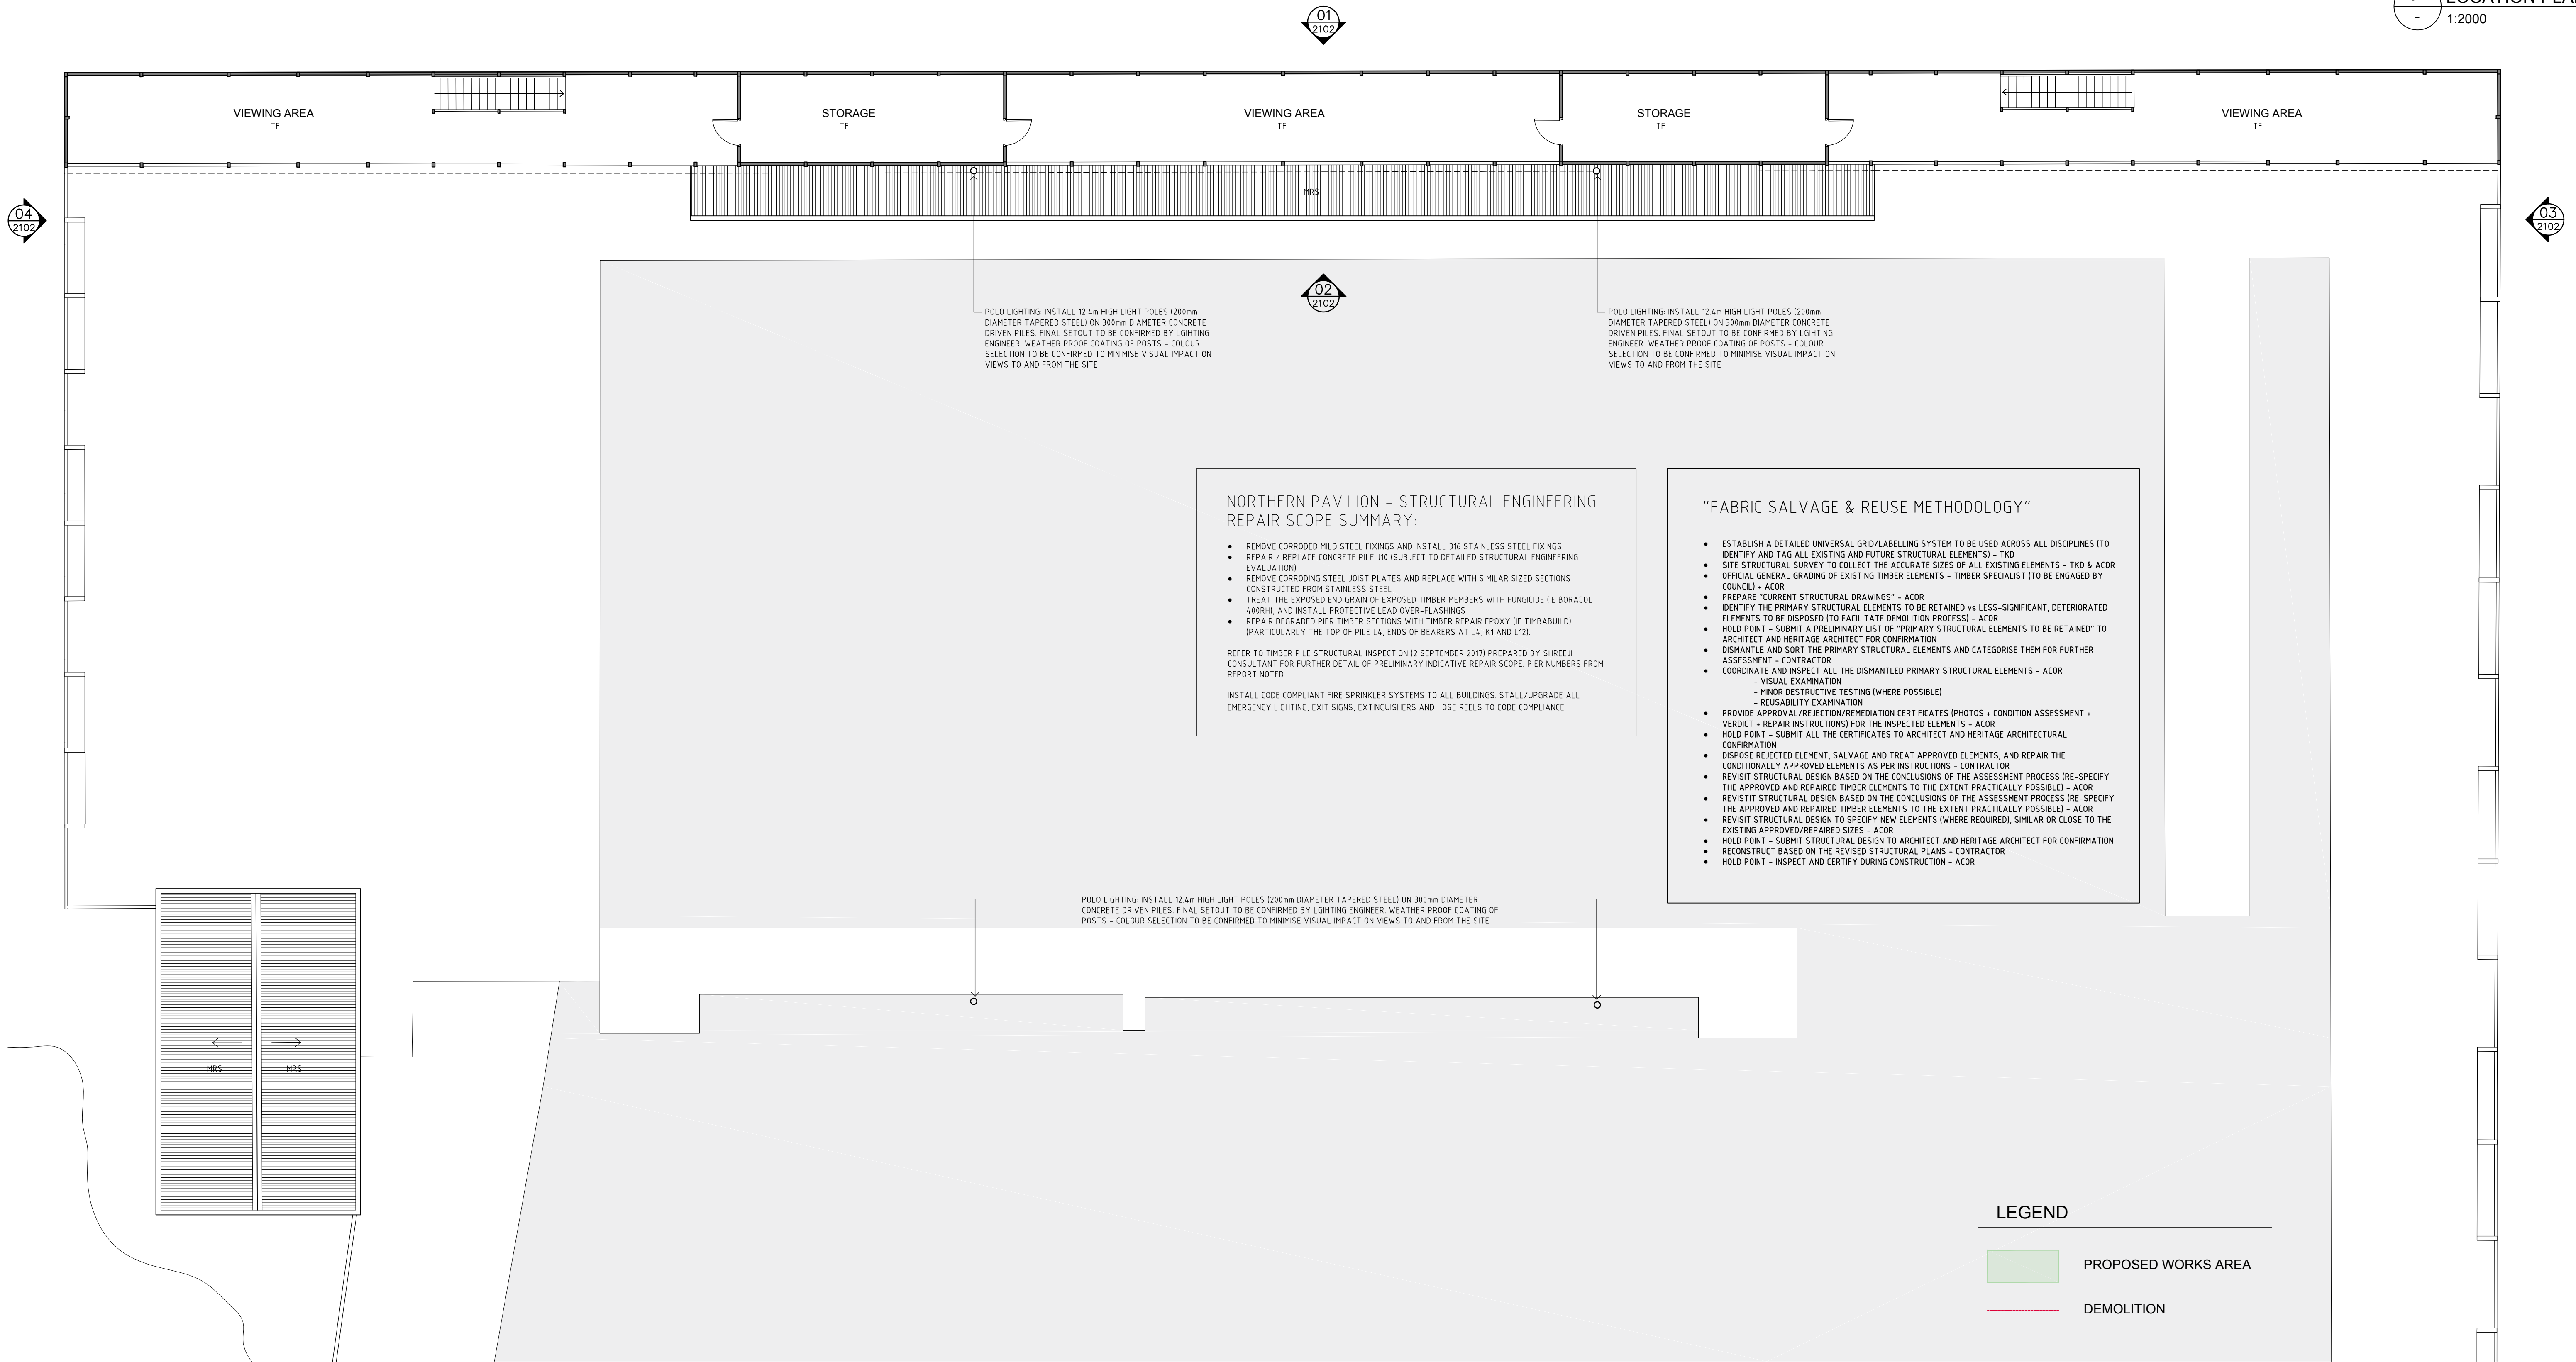 01
2102
-
1:2000
VIEWING AREA
TF
STORAGE
TF
VIEWING AREA
TF
STORAGE
TF
VIEWING AREA
TF
MRS
04
2102
03
2102
02
2102
POLO LIGHTING: INSTALL 12.4m HIGH LIGHT POLES (200mm
DIAMETER TAPERED STEEL) ON 300mm DIAMETER CONCRETE
DRIVEN PILES. FINAL SETOUT TO BE CONFIRMED BY LGIHTING
ENGINEER. WEATHER PROOF COATING OF POSTS - COLOUR
SELECTION TO BE CONFIRMED TO MINIMISE VISUAL IMPACT ON
VIEWS TO AND FROM THE SITE
POLO LIGHTING: INSTALL 12.4m HIGH LIGHT POLES (200mm
DIAMETER TAPERED STEEL) ON 300mm DIAMETER CONCRETE
DRIVEN PILES. FINAL SETOUT TO BE CONFIRMED BY LGIHTING
ENGINEER. WEATHER PROOF COATING OF POSTS - COLOUR
SELECTION TO BE CONFIRMED TO MINIMISE VISUAL IMPACT ON
VIEWS TO AND FROM THE SITE
NORTHERN PAVILION - STRUCTURAL ENGINEERING
REPAIR SCOPE SUMMARY:
• REMOVE CORRODED MILD STEEL FIXINGS AND INSTALL 316 STAINLESS STEEL FIXINGS
• REPAIR / REPLACE CONCRETE PILE J10 (SUBJECT TO DETAILED STRUCTURAL ENGINEERING
EVALUATION)
• REMOVE CORRODING STEEL JOIST PLATES AND REPLACE WITH SIMILAR SIZED SECTIONS
CONSTRUCTED FROM STAINLESS STEEL
• TREAT THE EXPOSED END GRAIN OF EXPOSED TIMBER MEMBERS WITH FUNGICIDE (IE BORACOL
400RH), AND INSTALL PROTECTIVE LEAD OVER-FLASHINGS
• REPAIR DEGRADED PIER TIMBER SECTIONS WITH TIMBER REPAIR EPOXY (IE TIMBABUILD)
(PARTICULARLY THE TOP OF PILE L4, ENDS OF BEARERS AT L4, K1 AND L12).
REFER TO TIMBER PILE STRUCTURAL INSPECTION (2 SEPTEMBER 2017) PREPARED BY SHREEJI
CONSULTANT FOR FURTHER DETAIL OF PRELIMINARY INDICATIVE REPAIR SCOPE. PIER NUMBERS FROM
REPORT NOTED
INSTALL CODE COMPLIANT FIRE SPRINKLER SYSTEMS TO ALL BUILDINGS. STALL/UPGRADE ALL
EMERGENCY LIGHTING, EXIT SIGNS, EXTINGUISHERS AND HOSE REELS TO CODE COMPLIANCE
"FABRIC SALVAGE & REUSE METHODOLOGY"
• ESTABLISH A DETAILED UNIVERSAL GRID/LABELLING SYSTEM TO BE USED ACROSS ALL DISCIPLINES (TO
IDENTIFY AND TAG ALL EXISTING AND FUTURE STRUCTURAL ELEMENTS) - TKD
• SITE STRUCTURAL SURVEY TO COLLECT THE ACCURATE SIZES OF ALL EXISTING ELEMENTS - TKD & ACOR
• OFFICIAL GENERAL GRADING OF EXISTING TIMBER ELEMENTS - TIMBER SPECIALIST (TO BE ENGAGED BY
COUNCIL) + ACOR
• PREPARE "CURRENT STRUCTURAL DRAWINGS" - ACOR
• IDENTIFY THE PRIMARY STRUCTURAL ELEMENTS TO BE RETAINED vs LESS-SIGNIFICANT, DETERIORATED
ELEMENTS TO BE DISPOSED (TO FACILITATE DEMOLITION PROCESS) - ACOR
• HOLD POINT - SUBMIT A PRELIMINARY LIST OF "PRIMARY STRUCTURAL ELEMENTS TO BE RETAINED" TO
ARCHITECT AND HERITAGE ARCHITECT FOR CONFIRMATION
• DISMANTLE AND SORT THE PRIMARY STRUCTURAL ELEMENTS AND CATEGORISE THEM FOR FURTHER
ASSESSMENT - CONTRACTOR
• COORDINATE AND INSPECT ALL THE DISMANTLED PRIMARY STRUCTURAL ELEMENTS - ACOR
- VISUAL EXAMINATION
- MINOR DESTRUCTIVE TESTING (WHERE POSSIBLE)
- REUSABILITY EXAMINATION
• PROVIDE APPROVAL/REJECTION/REMEDIATION CERTIFICATES (PHOTOS + CONDITION ASSESSMENT +
VERDICT + REPAIR INSTRUCTIONS) FOR THE INSPECTED ELEMENTS - ACOR
• HOLD POINT - SUBMIT ALL THE CERTIFICATES TO ARCHITECT AND HERITAGE ARCHITECTURAL
CONFIRMATION
• DISPOSE REJECTED ELEMENT, SALVAGE AND TREAT APPROVED ELEMENTS, AND REPAIR THE
CONDITIONALLY APPROVED ELEMENTS AS PER INSTRUCTIONS - CONTRACTOR
• REVISIT STRUCTURAL DESIGN BASED ON THE CONCLUSIONS OF THE ASSESSMENT PROCESS (RE-SPECIFY
THE APPROVED AND REPAIRED TIMBER ELEMENTS TO THE EXTENT PRACTICALLY POSSIBLE) - ACOR
• REVISTIT STRUCTURAL DESIGN BASED ON THE CONCLUSIONS OF THE ASSESSMENT PROCESS (RE-SPECIFY
THE APPROVED AND REPAIRED TIMBER ELEMENTS TO THE EXTENT PRACTICALLY POSSIBLE) - ACOR
• REVISIT STRUCTURAL DESIGN TO SPECIFY NEW ELEMENTS (WHERE REQUIRED), SIMILAR OR CLOSE TO THE
EXISTING APPROVED/REPAIRED SIZES - ACOR
• HOLD POINT - SUBMIT STRUCTURAL DESIGN TO ARCHITECT AND HERITAGE ARCHITECT FOR CONFIRMATION
• RECONSTRUCT BASED ON THE REVISED STRUCTURAL PLANS - CONTRACTOR
• HOLD POINT - INSPECT AND CERTIFY DURING CONSTRUCTION - ACOR
POLO LIGHTING: INSTALL 12.4m HIGH LIGHT POLES (200mm DIAMETER TAPERED STEEL) ON 300mm DIAMETER
CONCRETE DRIVEN PILES. FINAL SETOUT TO BE CONFIRMED BY LGIHTING ENGINEER. WEATHER PROOF COATING OF
POSTS - COLOUR SELECTION TO BE CONFIRMED TO MINIMISE VISUAL IMPACT ON VIEWS TO AND FROM THE SITE
MRS
MRS
LEGEND
PROPOSED WORKS AREA
DEMOLITION